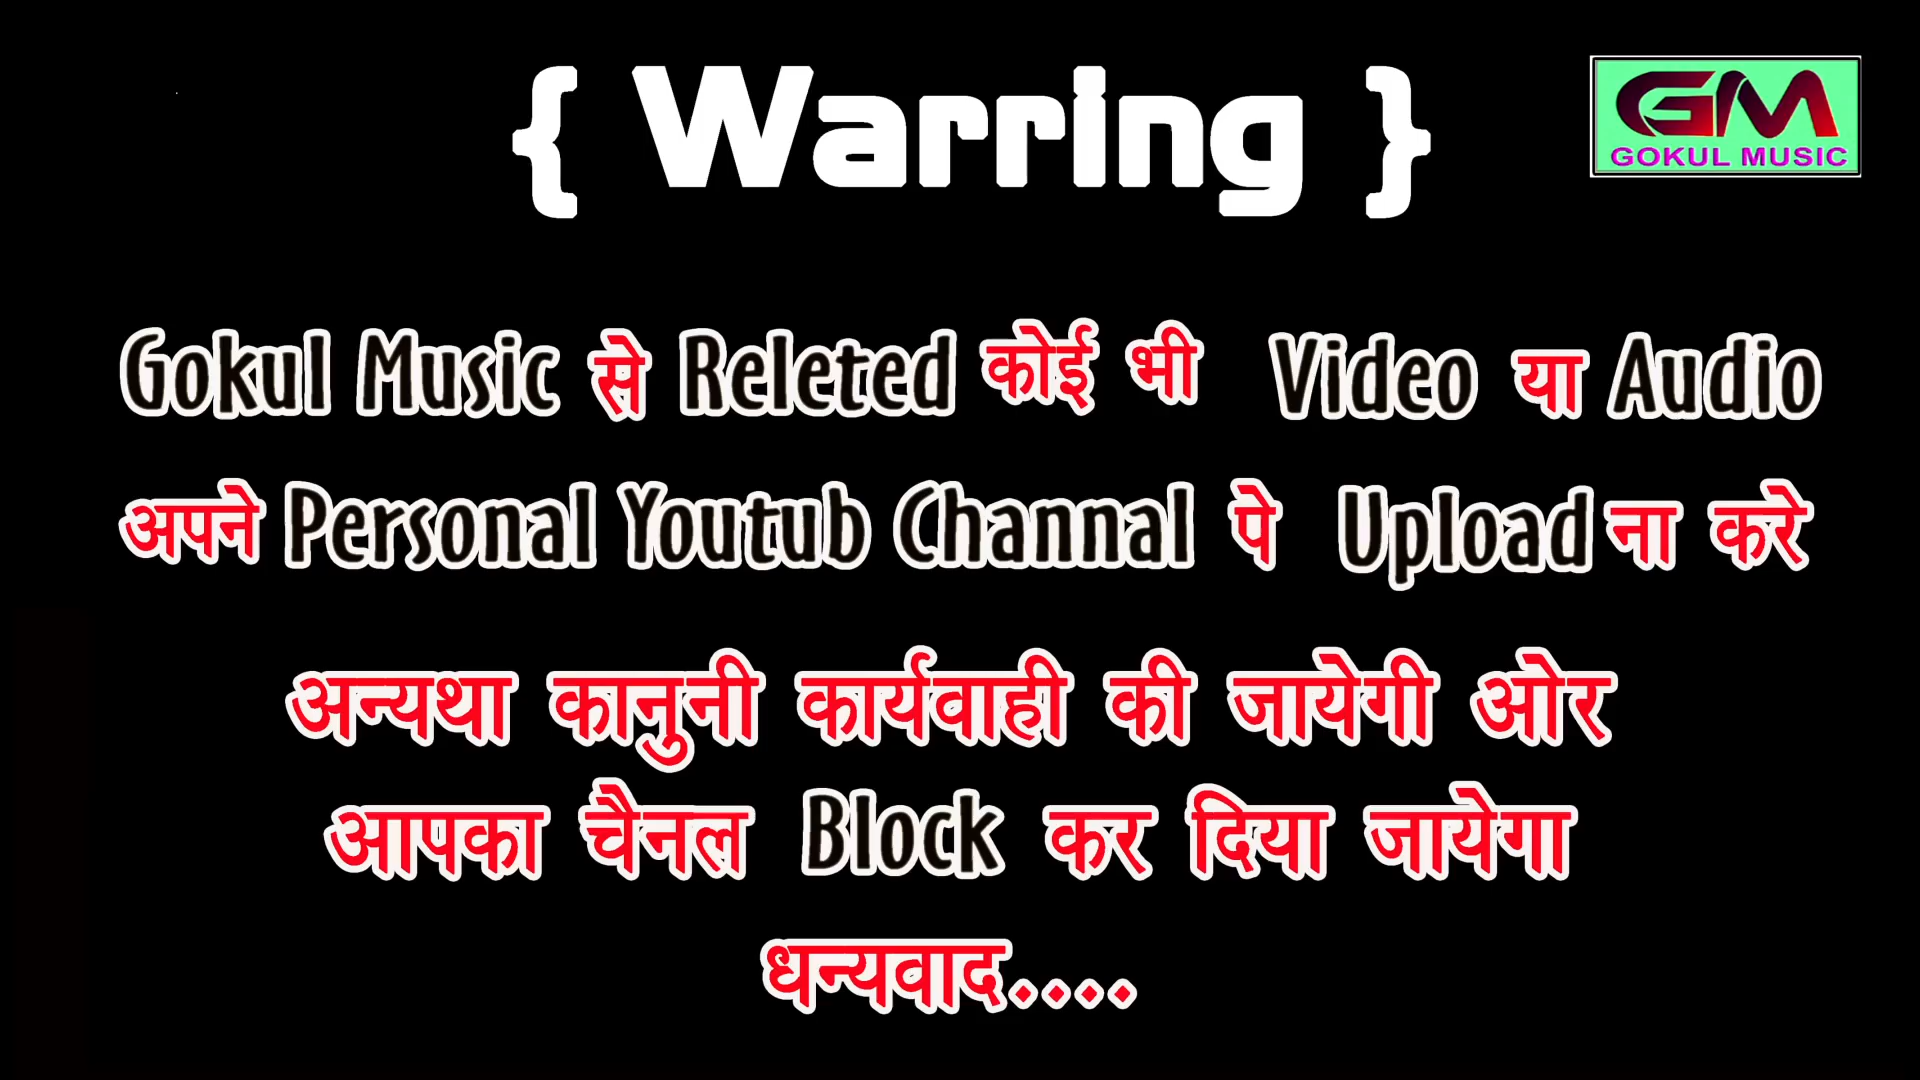 { Warring }
GM
GOKUL MUSIC
Gokul Music से Releted कोई भी Video या Audio
अपने Personal Youtub Channal पे Upload ना करे
अन्यथा कानुनी कार्यवाही की जायेगी ओर
आपका चैनल Block कर दिया जायेगा
धन्यवाद....